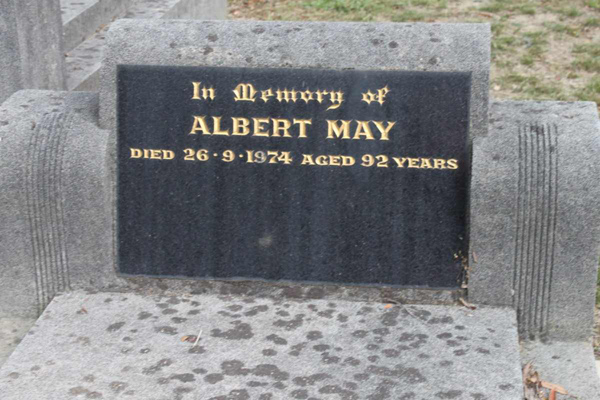 In Memory of
ALBERT MAY
DIED 26·9·1974 AGED 92 YEARS